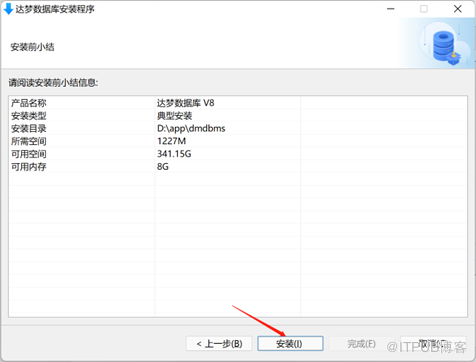 达梦数据库安装程序
安装前小结
请阅读安装前小结信息:
产品名称 达梦数据库 V8
安装类型 典型安装
安装目录 D:\app\dmdbms
所需空间 1227M
可用空间 341.15G
可用内存 8G
< 上一步(B) 安装(I) 完成(F) 取消(C
@ITPUB博客